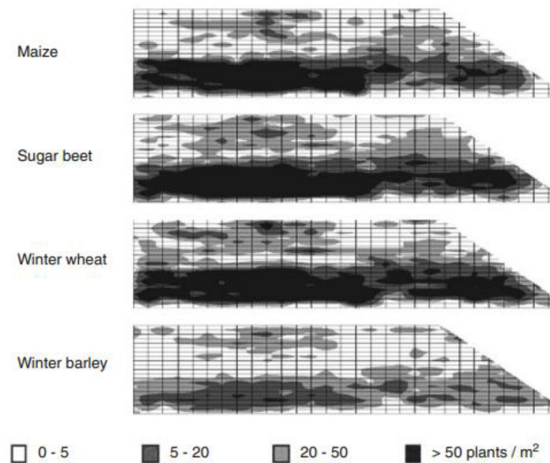 Maize
Sugar beet
Winter wheat
Winter barley
0 - 5 5 - 20 20 - 50 > 50 plants / m²